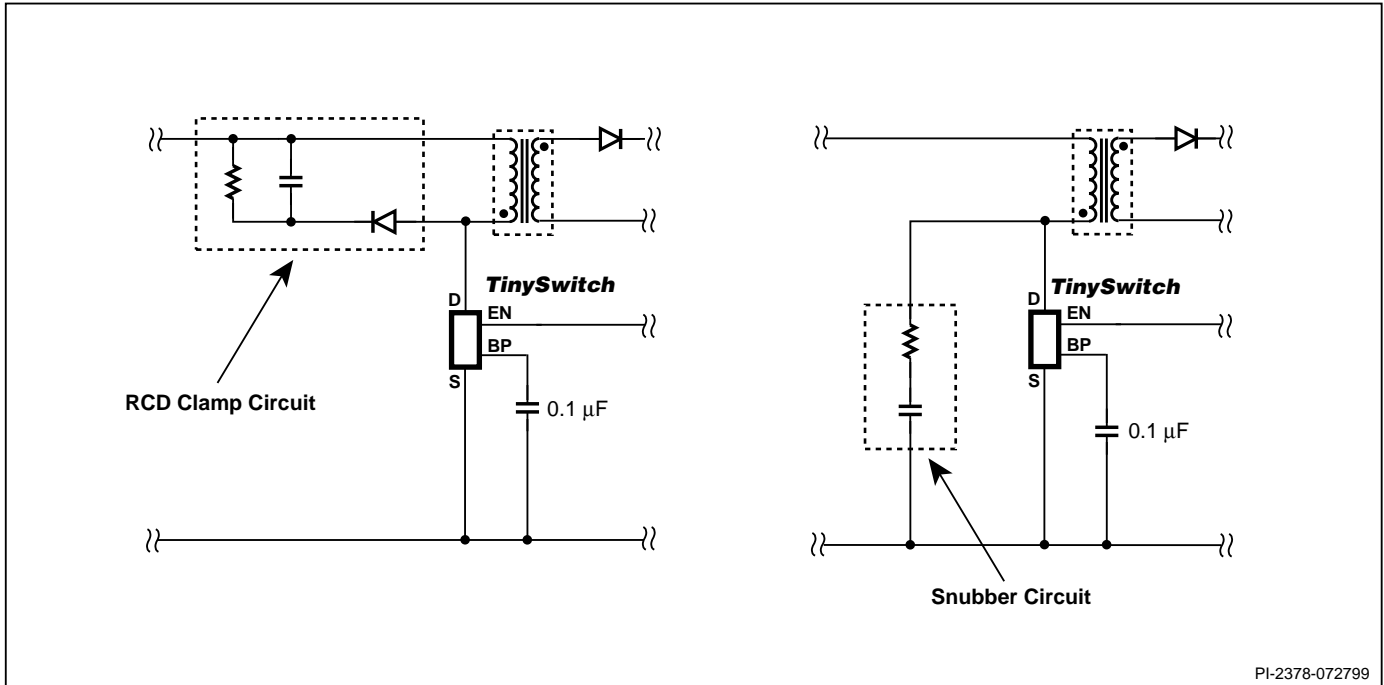 TinySwitch
D
EN
BP
S
0.1 μF
RCD Clamp Circuit
TinySwitch
D
EN
BP
S
0.1 μF
Snubber Circuit
PI-2378-072799